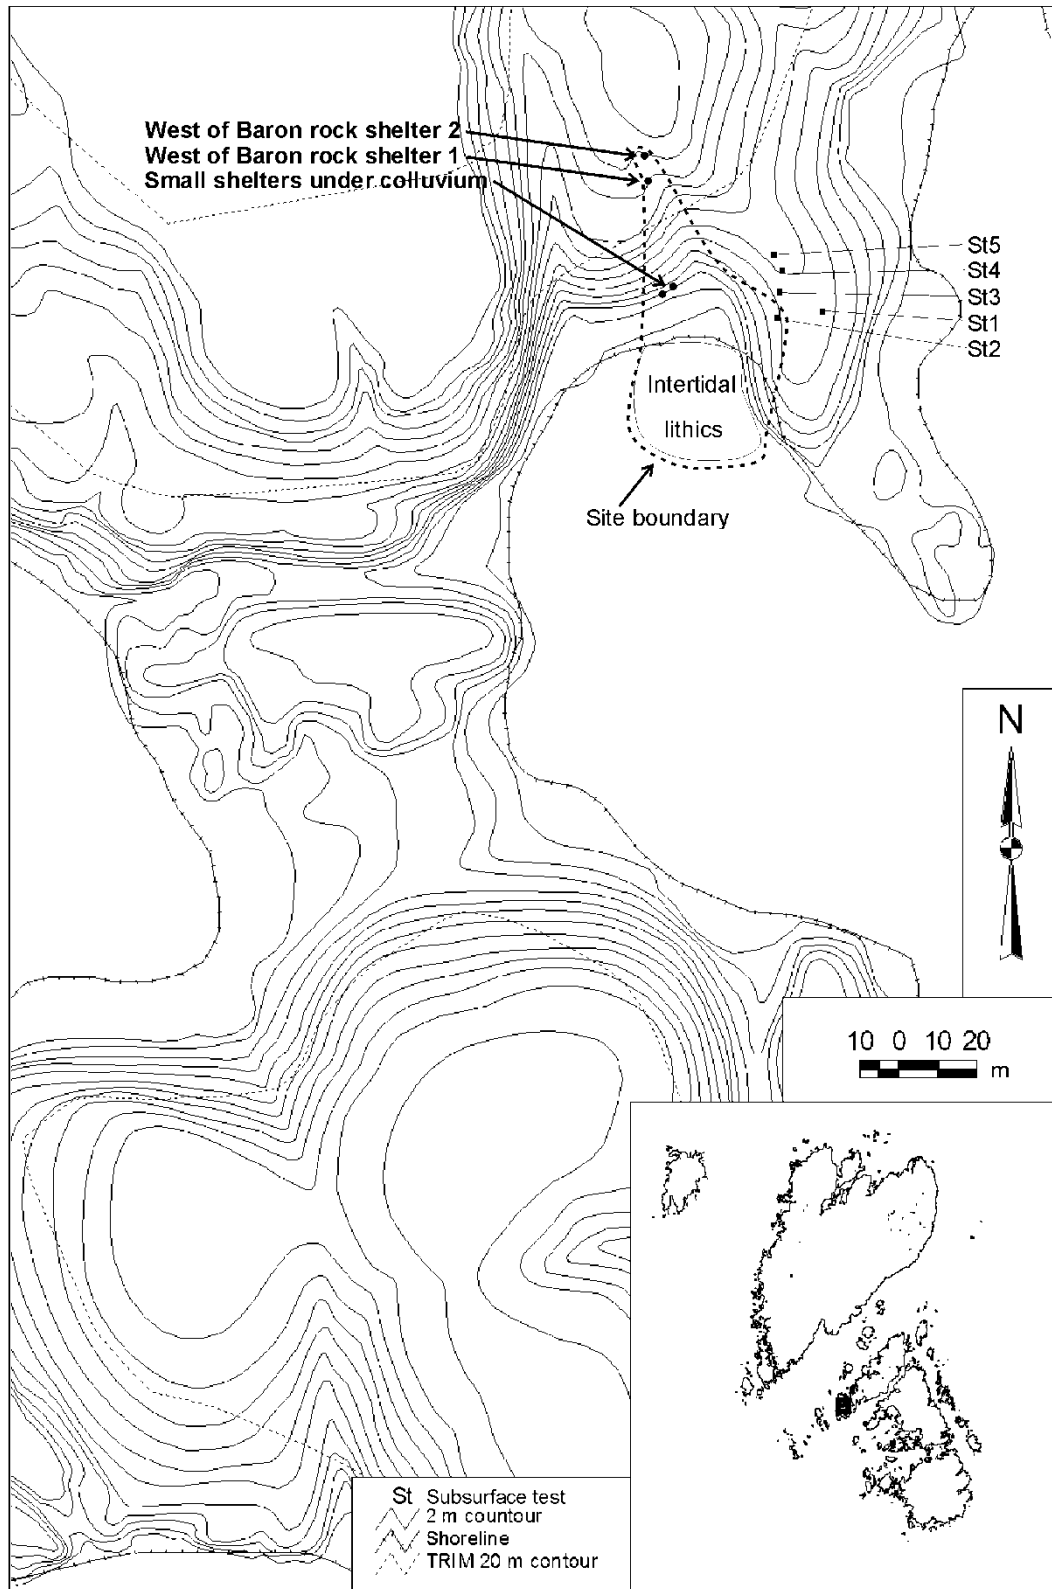 West of Baron rock shelter 2
West of Baron rock shelter 1
Small shelters under colluvium
St5
St4
St3
St1
St2
Intertidal
lithics
Site boundary
N
10 0 10 20
m
St Subsurface test
2 m countour
Shoreline
TRIM 20 m contour